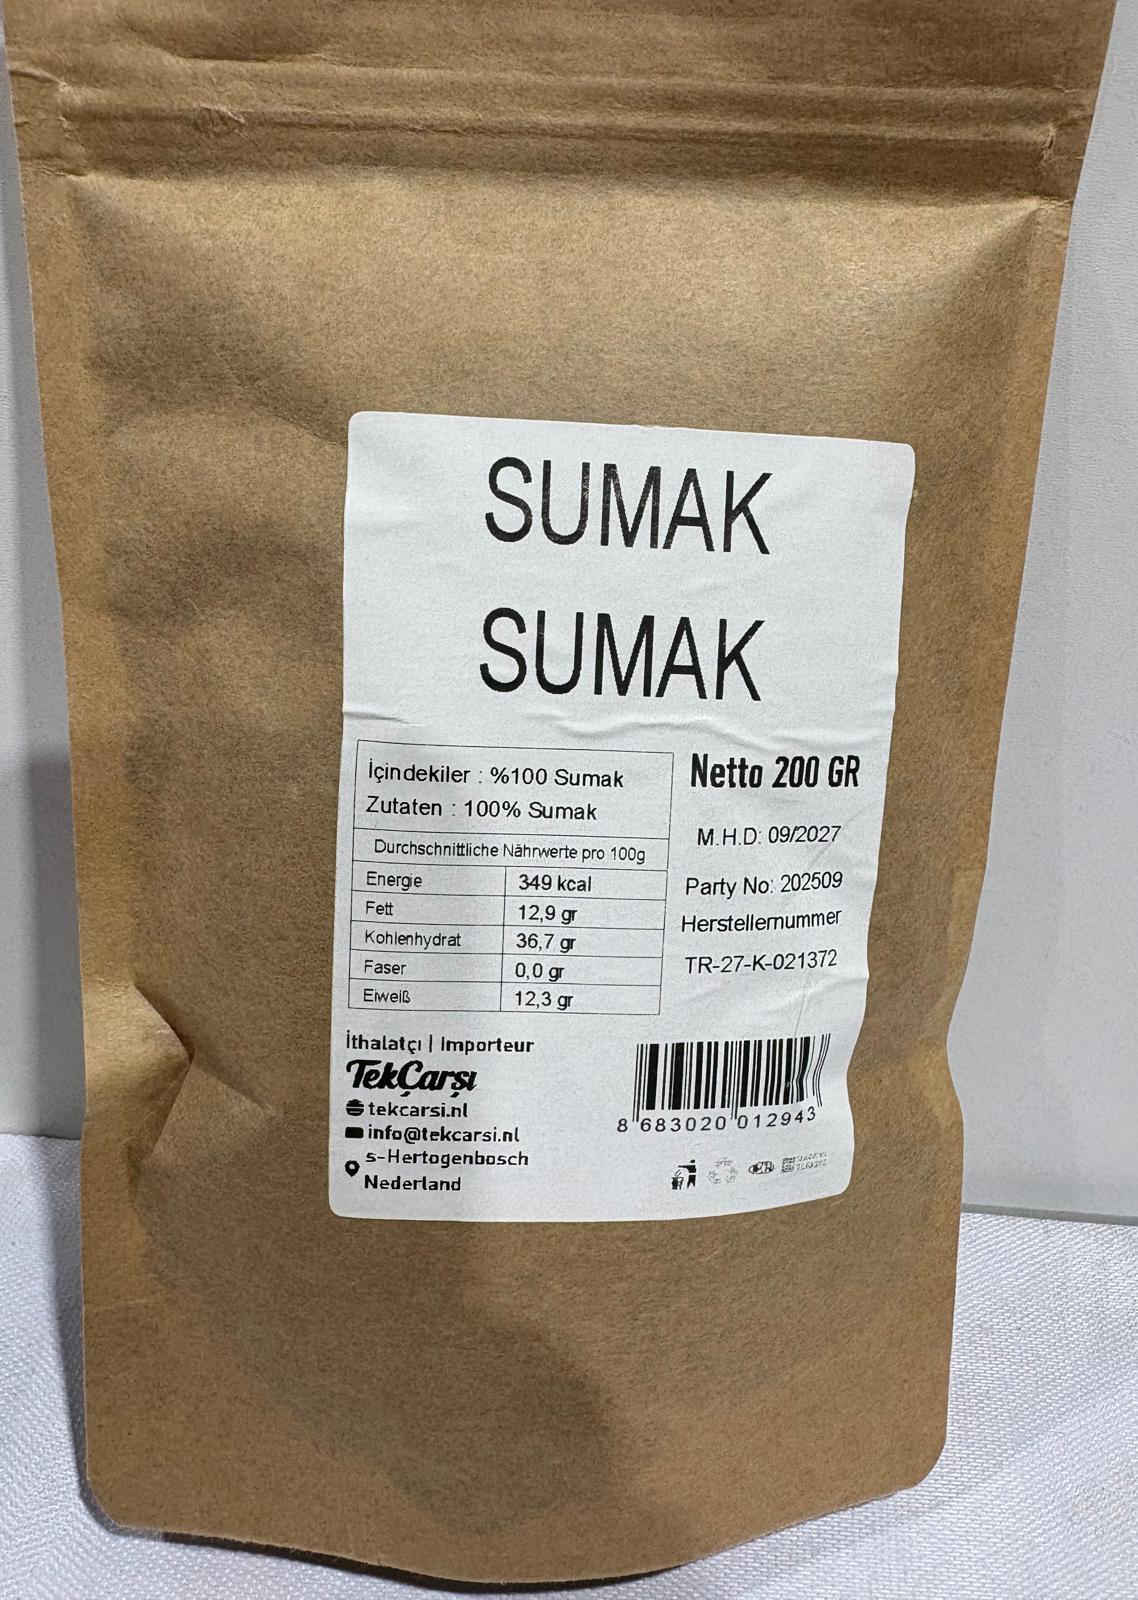 SUMAK
SUMAK
İçindekiler : %100 Sumak
Zutaten : 100% Sumak
Durchschnittliche Nährwerte pro 100g
Energie 349 kcal
Fett 12,9 gr
Kohlenhydrat 36,7 gr
Faser 0,0 gr
Eiweiß 12,3 gr
Netto 200 GR
M.H.D: 09/2027
Party No: 202509
Herstellernummer
TR-27-K-021372
İthalatçı | Importeur
TekÇarşı
tekcarsi.nl
info@tekcarsi.nl
s-Hertogenbosch
Nederland
8 683020 012943